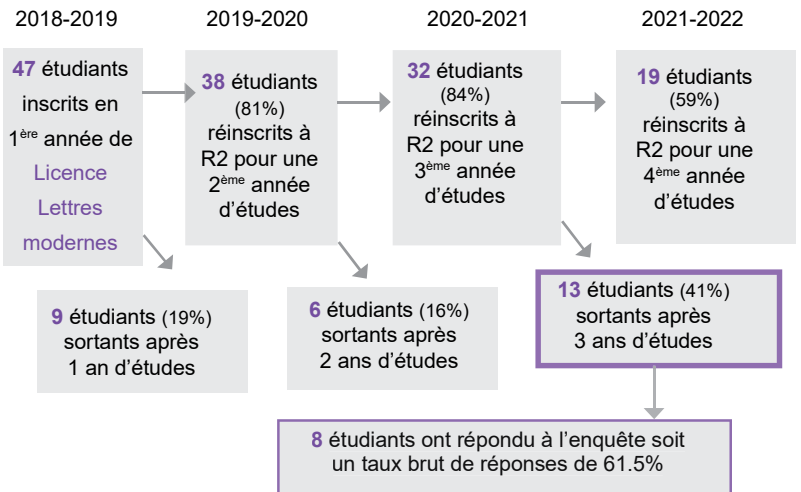 2018-2019
2019-2020
2020-2021
2021-2022
47 étudiants
inscrits en
1ère année de
Licence
Lettres
modernes
38 étudiants
(81%)
réinscrits à
R2 pour une
2ème année
d’études
32 étudiants
(84%)
réinscrits à
R2 pour une
3ème année
d’études
19 étudiants
(59%)
réinscrits à
R2 pour une
4ème année
d’études
9 étudiants (19%)
sortants après
1 an d’études
6 étudiants (16%)
sortants après
2 ans d’études
13 étudiants (41%)
sortants après
3 ans d’études
8 étudiants ont répondu à l’enquête soit
un taux brut de réponses de 61.5%